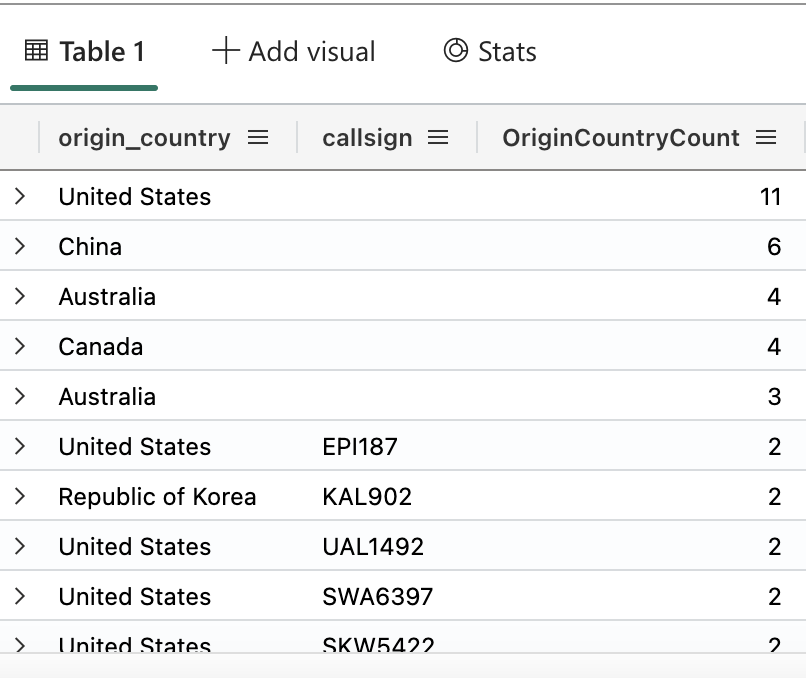 Table 1 Add visual Stats
origin_country callsign OriginCountryCount
United States 11
China 6
Australia 4
Canada 4
Australia 3
United States EPI187 2
Republic of Korea KAL902 2
United States UAL1492 2
United States SWA6397 2
United States SKW5422 2